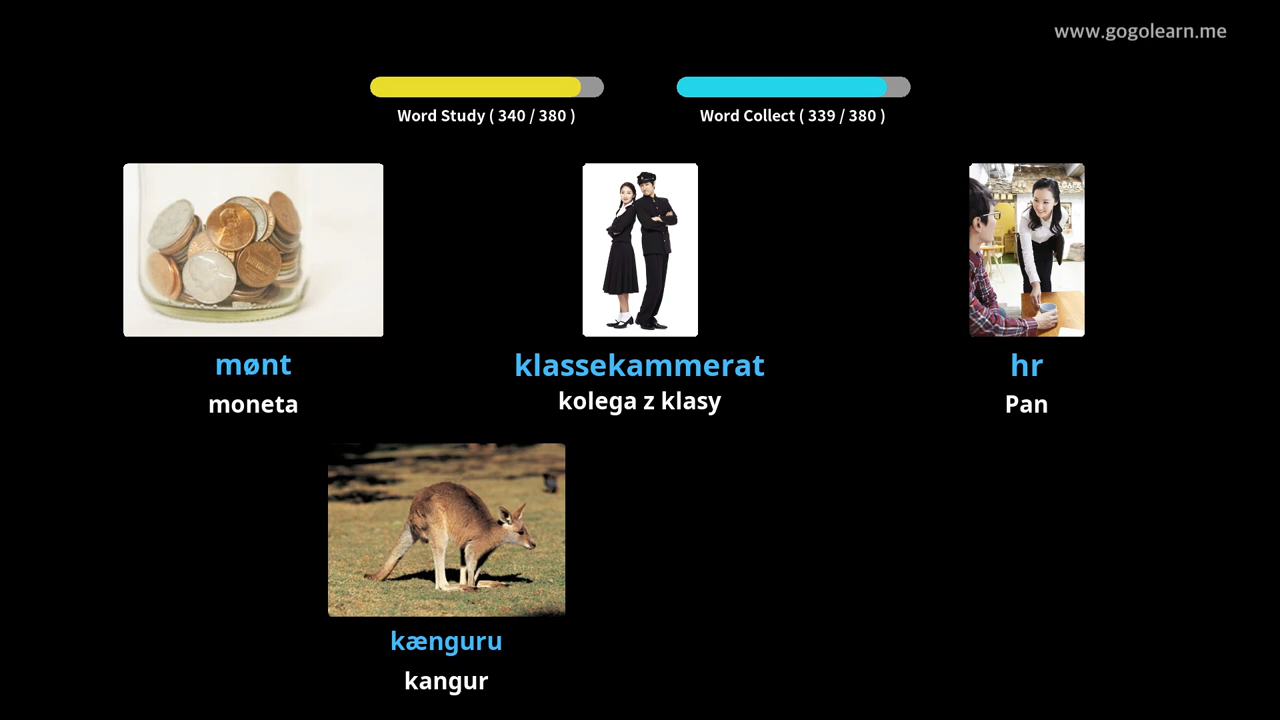 www.gogolearn.me
Word Study ( 340 / 380 )
Word Collect ( 339 / 380 )
mønt
moneta
klassekammerat
kolega z klasy
hr
Pan
kænguru
kangur